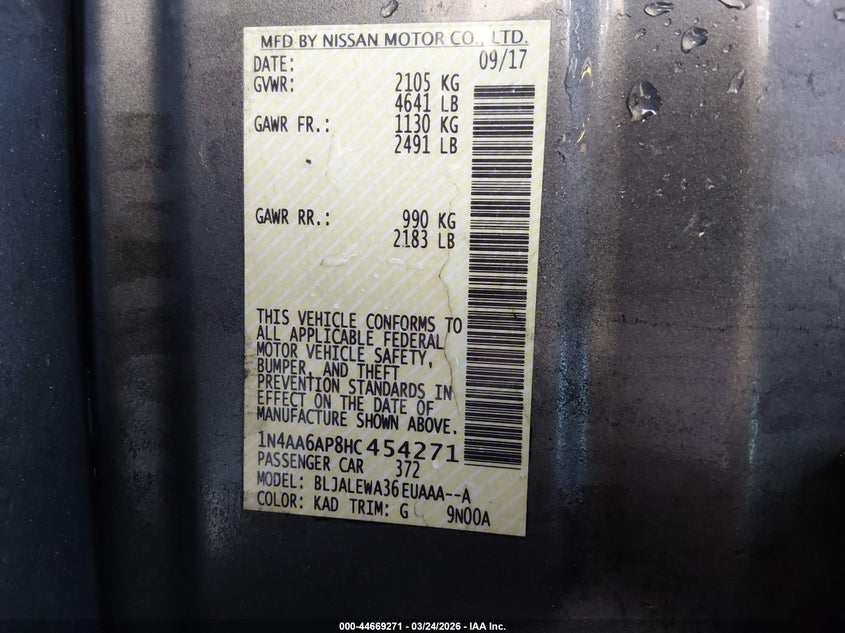 MFD BY NISSAN MOTOR CO., LTD.
DATE: 09/17
GVWR: 2105 KG
4641 LB
GAWR FR.: 1130 KG
2491 LB
GAWR RR.: 990 KG
2183 LB
THIS VEHICLE CONFORMS TO
ALL APPLICABLE FEDERAL
MOTOR VEHICLE SAFETY,
BUMPER, AND THEFT
PREVENTION STANDARDS IN
EFFECT ON THE DATE OF
MANUFACTURE SHOWN ABOVE.
1N4AA6AP8HC454271
PASSENGER CAR 372
MODEL: BLJALEWA36EUAAA--A
COLOR: KAD TRIM: G 9N00A
000-44669271 - 03/24/2026 - IAA Inc.